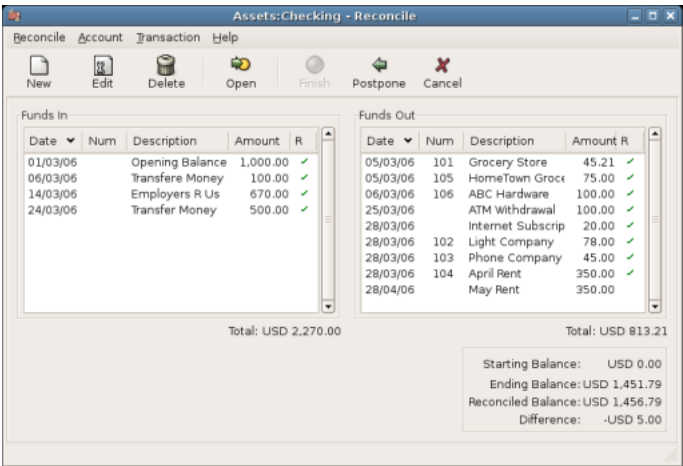 Assets:Checking - Reconcile
Reconcile Account Transaction Help
New Edit Delete Open Finish Postpone Cancel
Funds In
Date Num Description Amount R
01/03/06 Opening Balance 1,000.00
06/03/06 Transfere Money 100.00
14/03/06 Employers R Us 670.00
24/03/06 Transfer Money 500.00
Total: USD 2,270.00
Funds Out
Date Num Description Amount R
05/03/06 101 Grocery Store 45.21
05/03/06 105 HomeTown Groce 75.00
06/03/06 106 ABC Hardware 100.00
25/03/06 ATM Withdrawal 100.00
28/03/06 Internet Subscrip 20.00
28/03/06 102 Light Company 78.00
28/03/06 103 Phone Company 45.00
28/03/06 104 April Rent 350.00
28/04/06 May Rent 350.00
Total: USD 813.21
Starting Balance: USD 0.00
Ending Balance: USD 1,451.79
Reconciled Balance: USD 1,456.79
Difference: -USD 5.00